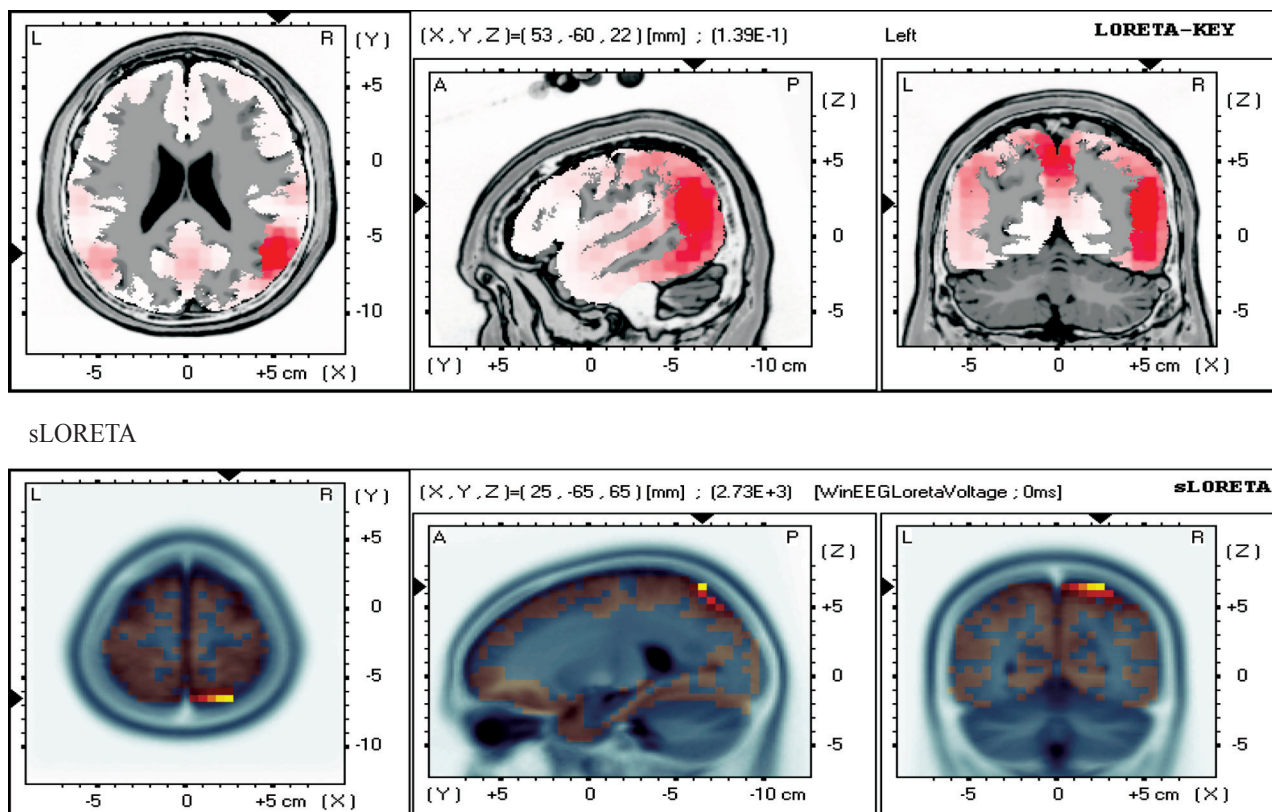 (X, Y, Z)=( 53 , -60 , 22 ) [mm] ; (1.39E-1) Left LORETA-KEY
L R (Y)
+5
0
-5
-10
-5 0 +5 cm (X)
A P (Z)
+5
0
-5
(Y) +5 0 -5 -10 cm
L R (Z)
+5
0
-5
-5 0 +5 cm (X)
sLORETA
(X, Y, Z)=( 25 , -65 , 65 ) [mm] ; (2.73E+3) [WinEEGLoretaVoltage ; 0ms] sLORETA
L R (Y)
+5
0
-5
-10
-5 0 +5 cm (X)
A P (Z)
+5
0
-5
(Y) +5 0 -5 -10 cm
L R (Z)
+5
0
-5
-5 0 +5 cm (X)